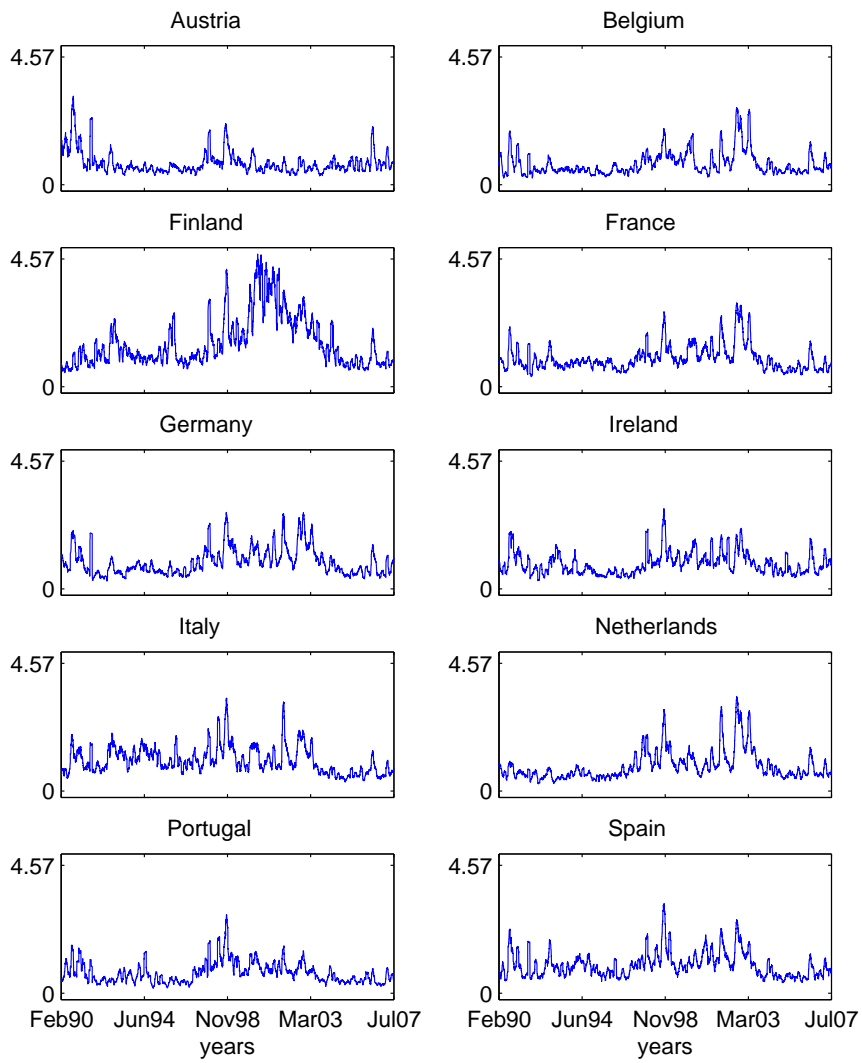 Austria
Belgium
4.57
0
4.57
0
Finland
France
4.57
0
4.57
0
Germany
Ireland
4.57
0
4.57
0
Italy
Netherlands
4.57
0
4.57
0
Portugal
Spain
4.57
0
4.57
0
Feb90 Jun94 Nov98 Mar03 Jul07
years
Feb90 Jun94 Nov98 Mar03 Jul07
years